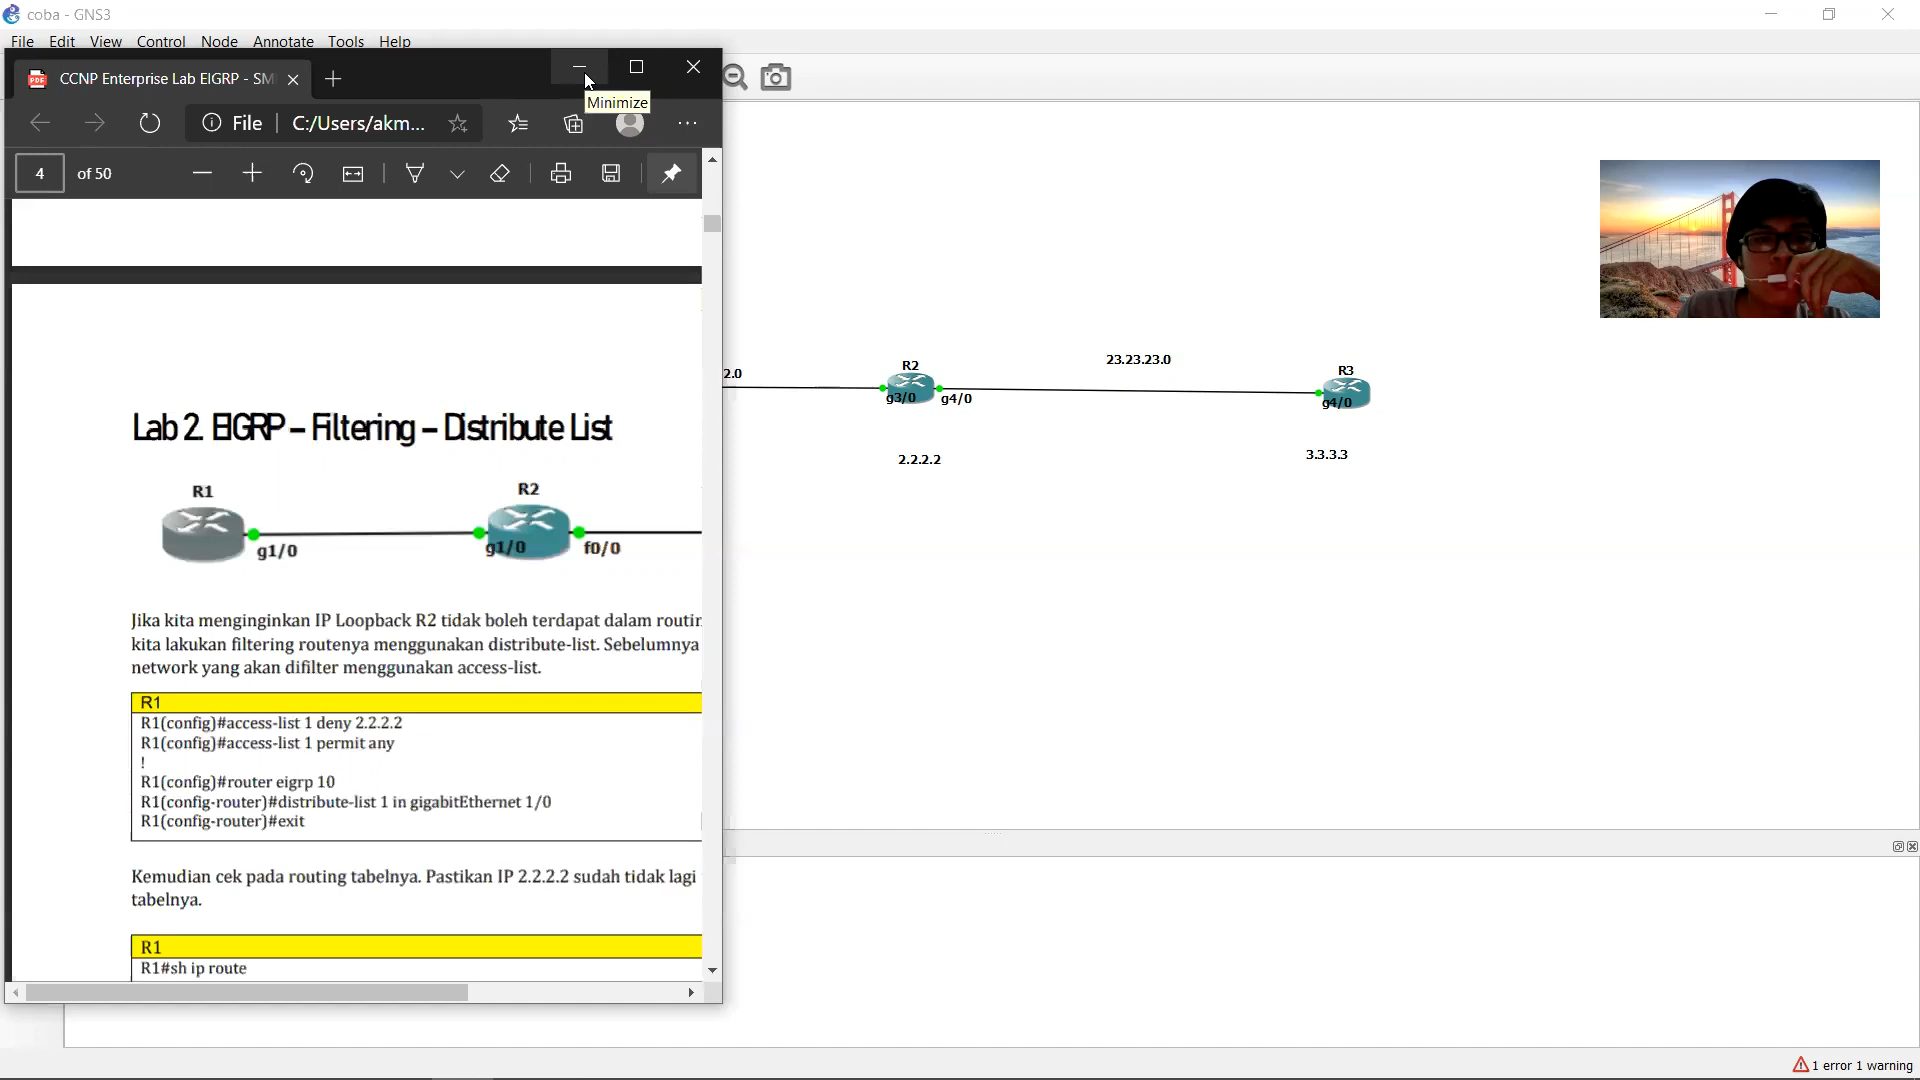 coba - GNS3
File Edit View Control Node Annotate Tools Help
CCNP Enterprise Lab EIGRP - SM
Minimize
File C:/Users/akm...
4 of 50
Lab 2. EIGRP – Filtering – Distribute List
R1
R2
g1/0
g1/0
f0/0
Jika kita menginginkan IP Loopback R2 tidak boleh terdapat dalam
kita lakukan filtering routenya menggunakan distribute-list. Sebelumnya
network yang akan difilter menggunakan access-list.
R1
R1(config)#access-list 1 deny 2.2.2.2
R1(config)#access-list 1 permit any
!
R1(config)#router eigrp 10
R1(config-router)#distribute-list 1 in gigabitEthernet 1/0
R1(config-router)#exit
Kemudian cek pada routing tabelnya. Pastikan IP 2.2.2.2 sudah tidak lagi
tabelnya.
R1
R1#sh ip route
2.0
R2
g3/0
g4/0
23.23.23.0
R3
g4/0
2.2.2.2
3.3.3.3
1 error 1 warning